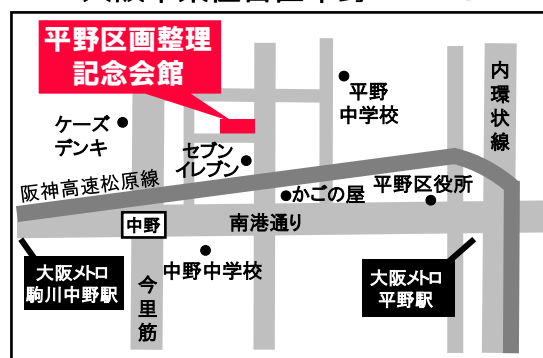 平野区画整理
記念会館
内環状線
平野
中学校
ケーズ
デンキ
セブン
イレブン
阪神高速松原線
かごの屋
平野区役所
中野
南港通り
中野中学校
大阪メトロ
駒川中野駅
今里筋
大阪メトロ
平野駅